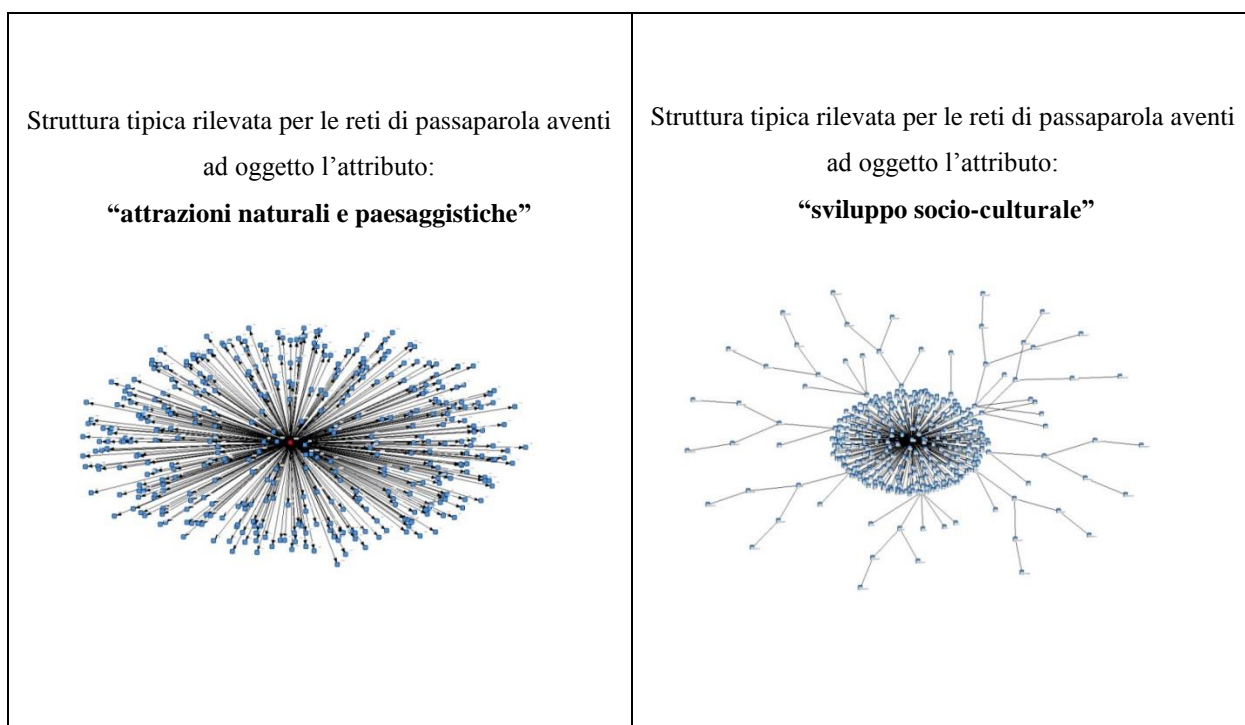 Struttura tipica rilevata per le reti di passaparola aventi
ad oggetto l’attributo:
“attrazioni naturali e paesaggistiche”
Struttura tipica rilevata per le reti di passaparola aventi
ad oggetto l’attributo:
“sviluppo socio-culturale”